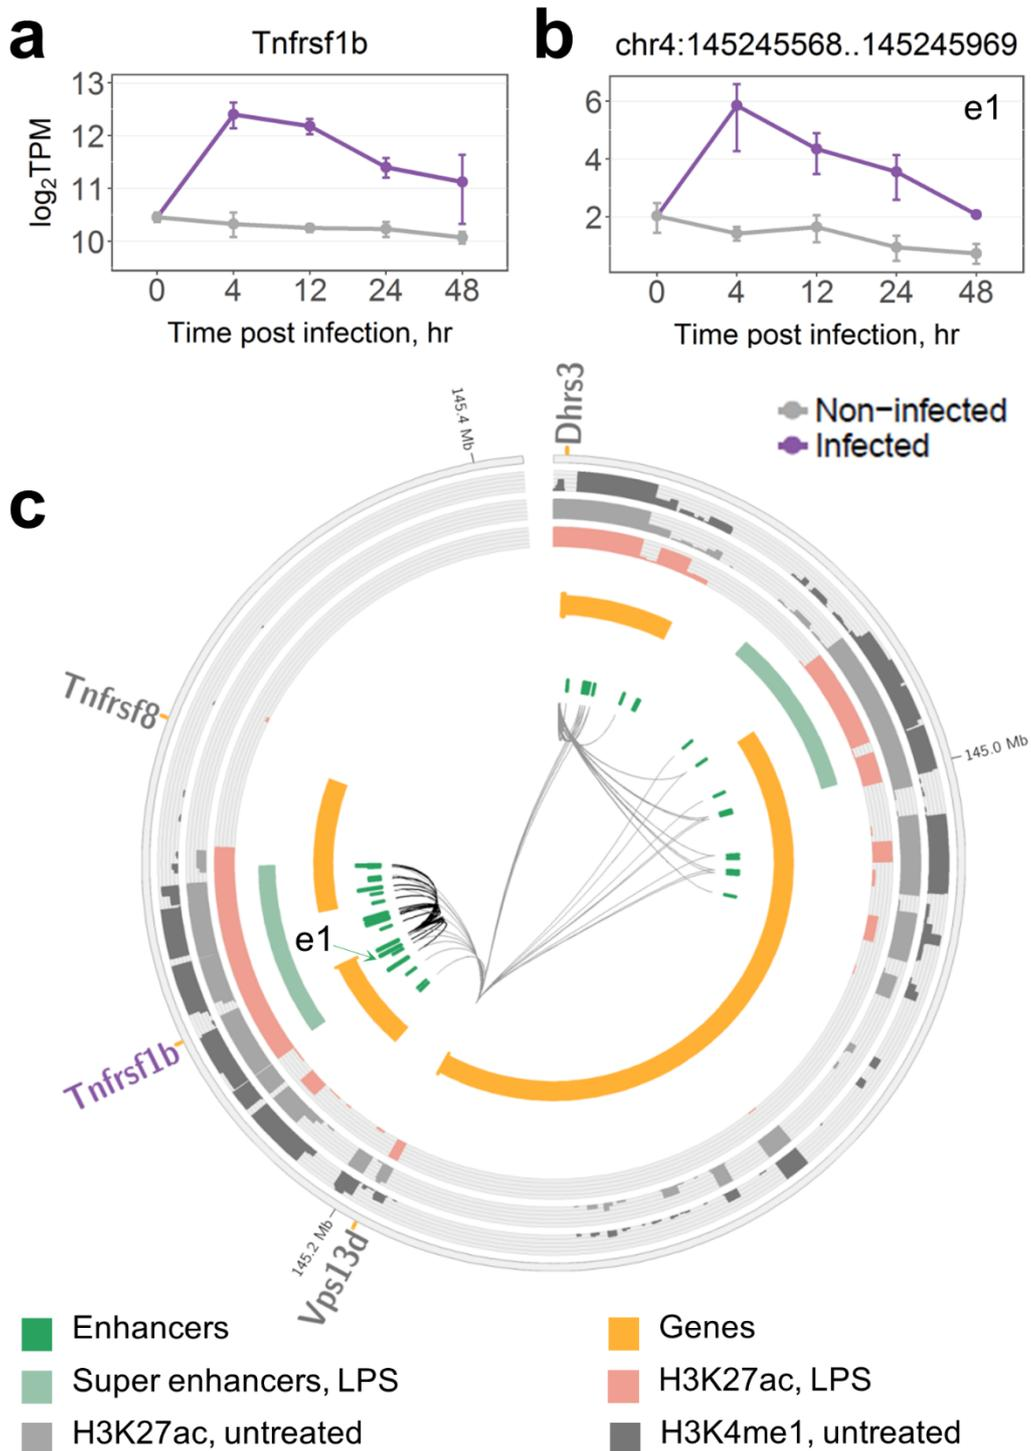 a
Tnfrsf1b
13
12
11
10
log2TPM
0 4 12 24 48
Time post infection, hr
b
chr4:145245568..145245969
e1
6
4
2
0 4 12 24 48
Time post infection, hr
Non-infected
Infected
c
145.4 Mb
Dhrs3
Tnfrsf8
145.0 Mb
e1
Tnfrsf1b
145.2 Mb
Vps13d
Enhancers
Super enhancers, LPS
H3K27ac, untreated
Genes
H3K27ac, LPS
H3K4me1, untreated